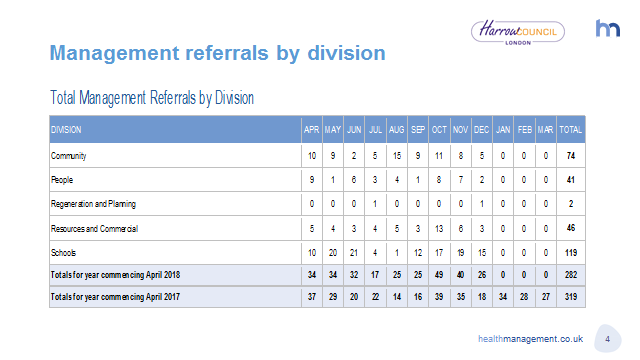 HarrowCOUNCIL
LONDON
hm
Management referrals by division
Total Management Referrals by Division
DIVISION APR MAY JUN JUL AUG SEP OCT NOV DEC JAN FEB MAR TOTAL
Community 10 9 2 5 15 9 11 8 5 0 0 0 74
People 9 1 6 3 4 1 8 7 2 0 0 0 41
Regeneration and Planning 0 0 0 1 0 0 0 0 1 0 0 0 2
Resources and Commercial 5 4 3 4 5 3 13 6 3 0 0 0 46
Schools 10 20 21 4 1 12 17 19 15 0 0 0 119
Totals for year commencing April 2018 34 34 32 17 25 25 49 40 26 0 0 0 282
Totals for year commencing April 2017 37 29 20 22 14 16 39 35 18 34 28 27 319
healthmanagement.co.uk 4